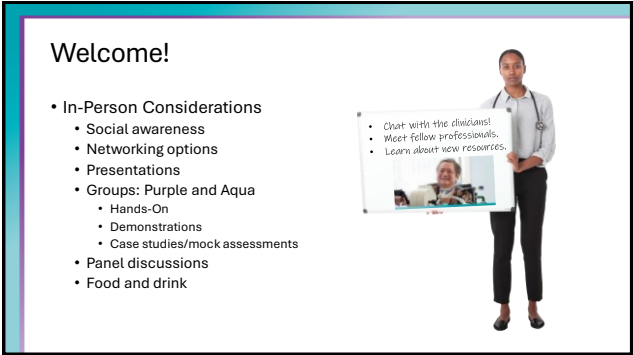 Welcome!
• In-Person Considerations
• Social awareness
• Networking options
• Presentations
• Groups: Purple and Aqua
• Hands-On
• Demonstrations
• Case studies/mock assessments
• Panel discussions
• Food and drink
• Chat with the clinicians!
• Meet fellow professionals.
• Learn about new resources.